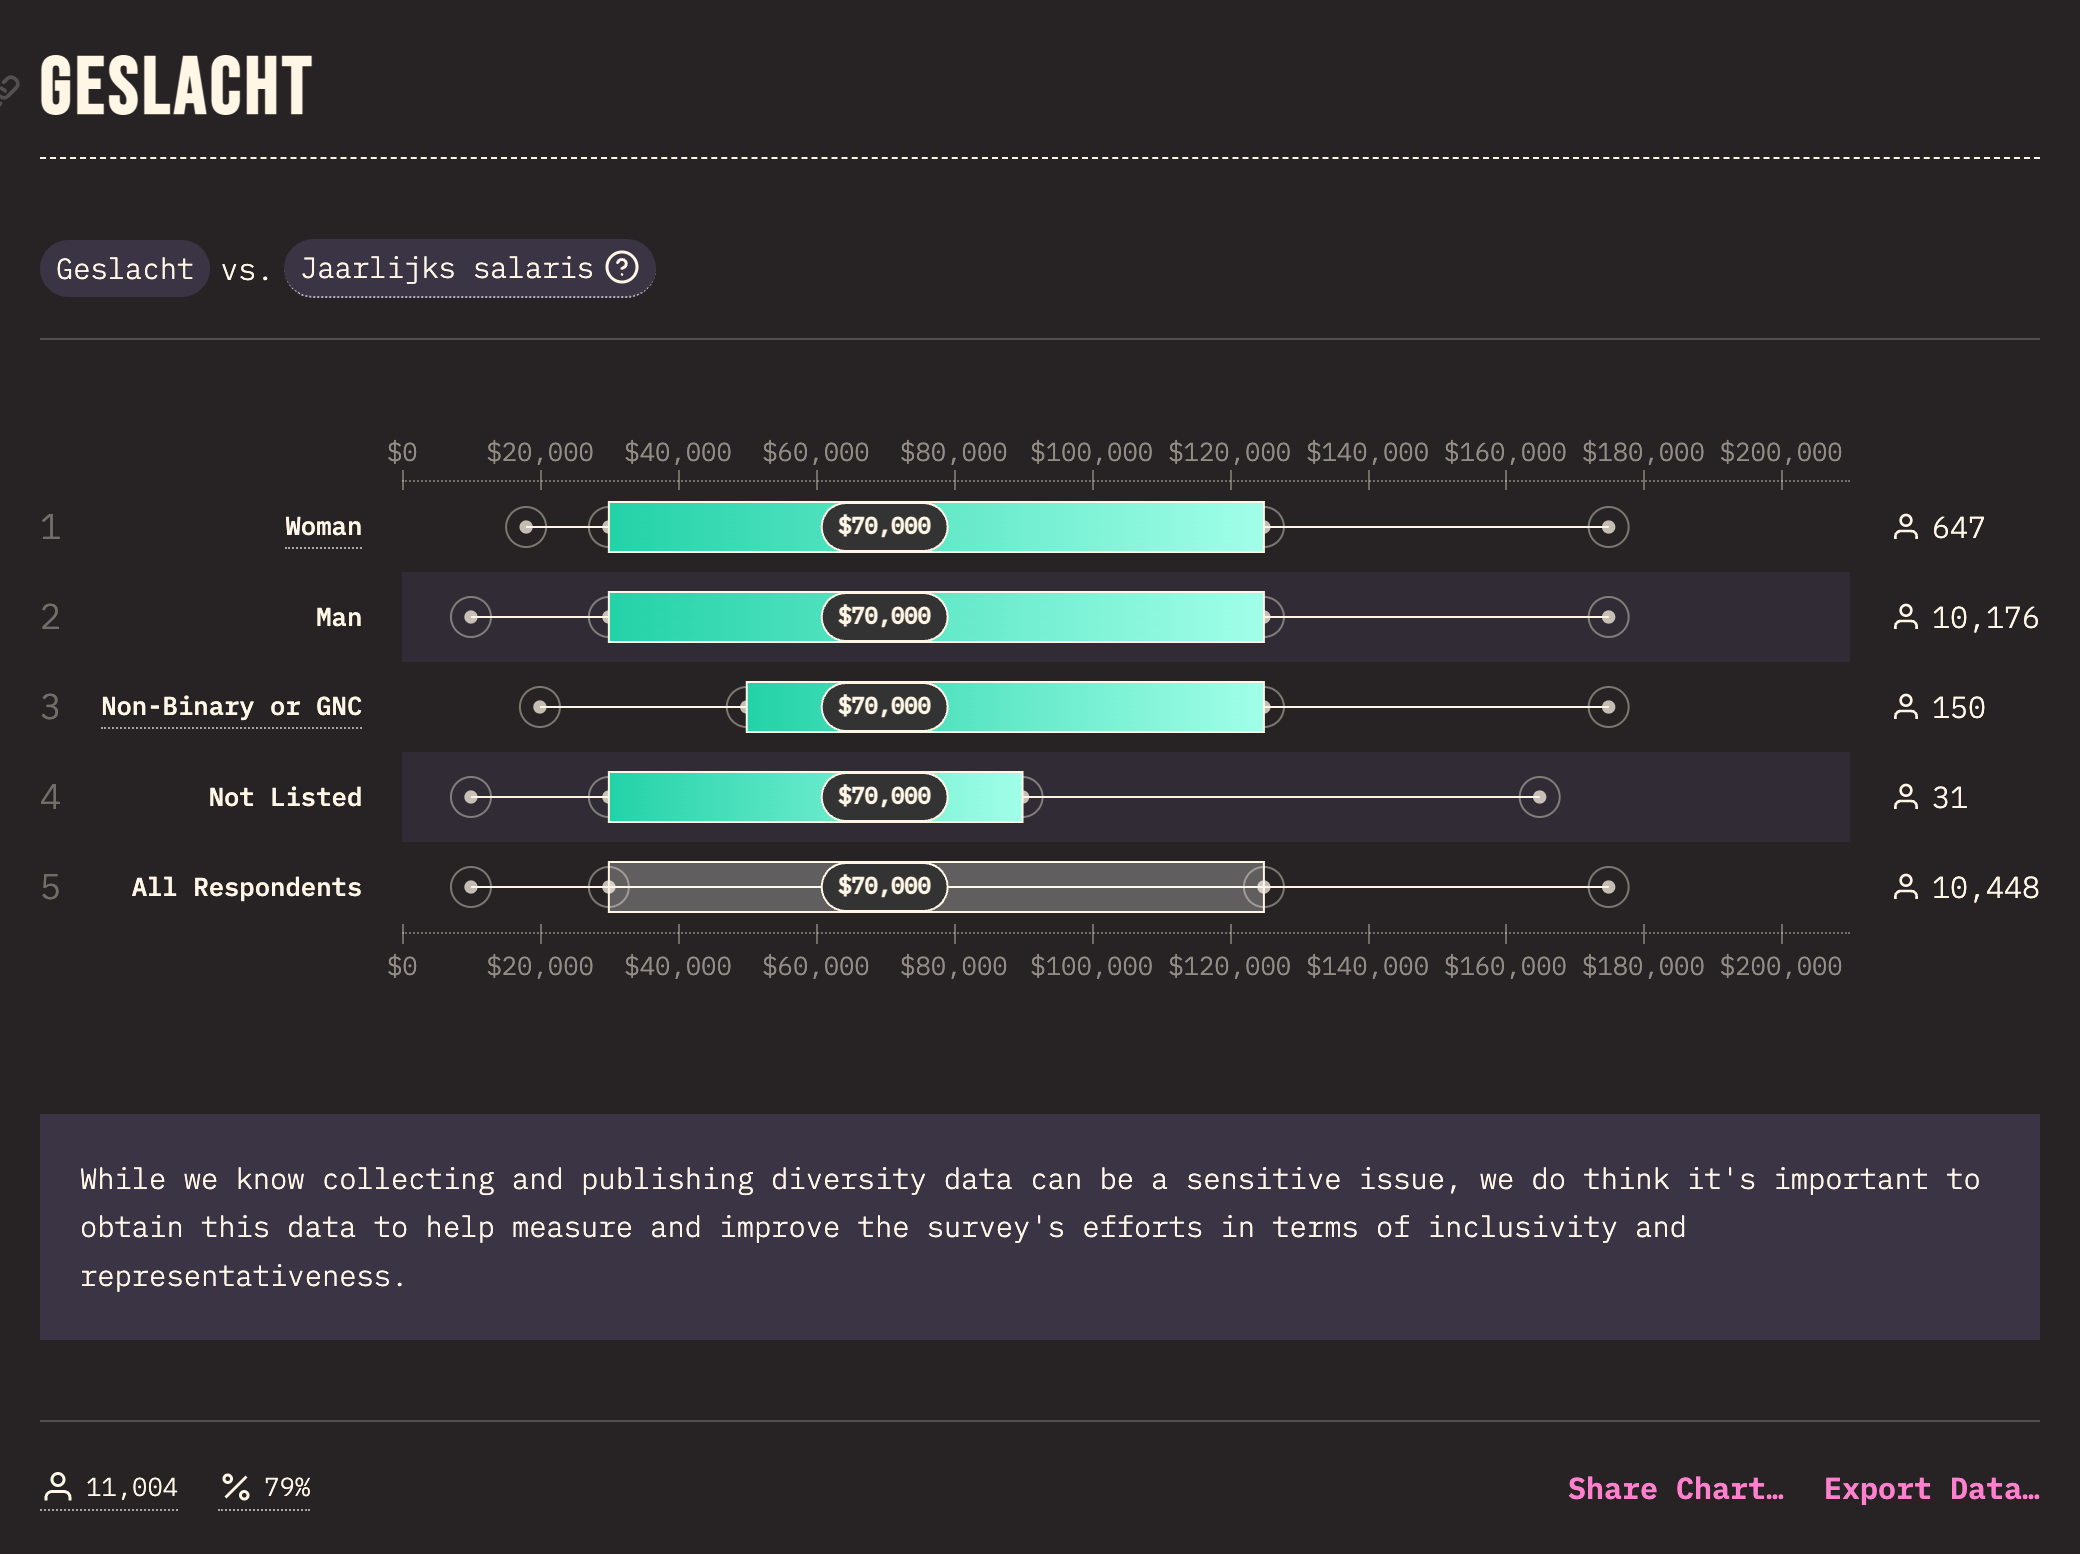 GESLACHT
Geslacht vs. Jaarlijks salaris ?
$0 $20,000 $40,000 $60,000 $80,000 $100,000 $120,000 $140,000 $160,000 $180,000 $200,000
1 Woman $70,000 647
2 Man $70,000 10,176
3 Non-Binary or GNC $70,000 150
4 Not Listed $70,000 31
5 All Respondents $70,000 10,448
$0 $20,000 $40,000 $60,000 $80,000 $100,000 $120,000 $140,000 $160,000 $180,000 $200,000
While we know collecting and publishing diversity data can be a sensitive issue, we do think it's important to
obtain this data to help measure and improve the survey's efforts in terms of inclusivity and
representativeness.
11,004 % 79% Share Chart… Export Data…